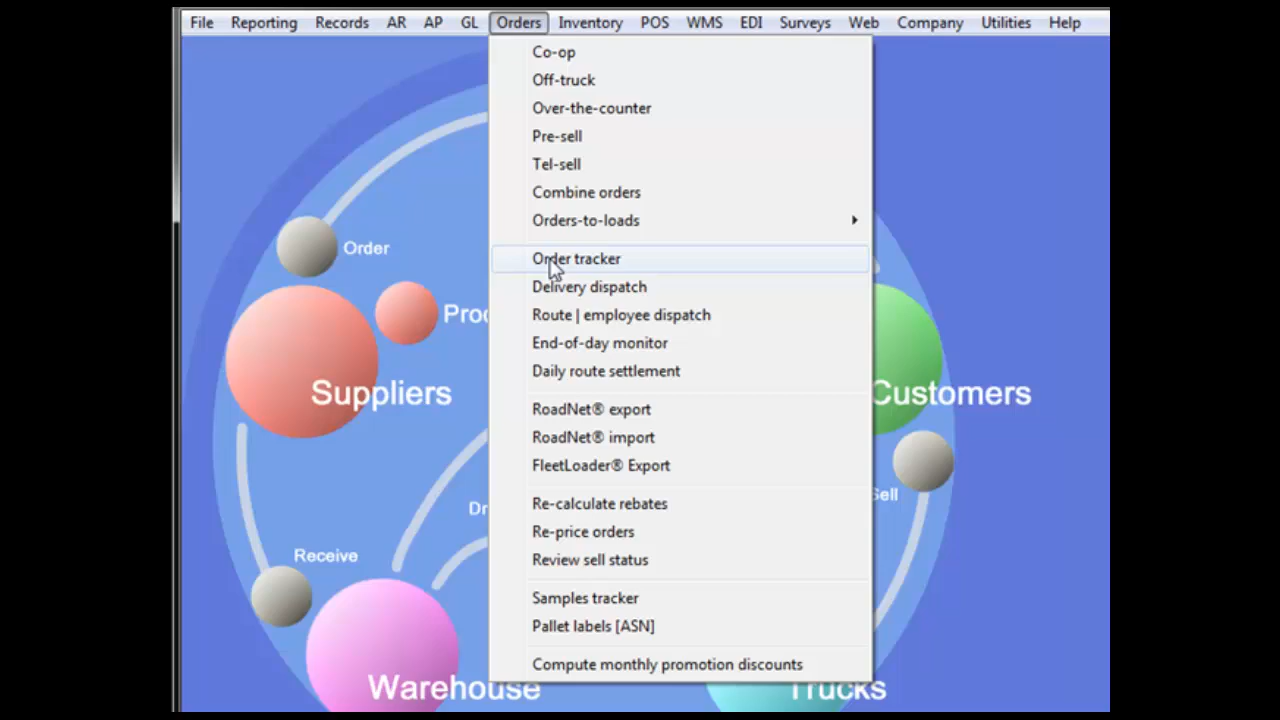 File Reporting Records AR AP GL Orders Inventory POS WMS EDI Surveys Web Company Utilities Help
Co-op
Off-truck
Over-the-counter
Pre-sell
Tel-sell
Combine orders
Orders-to-loads
Order tracker
Delivery dispatch
Route | employee dispatch
End-of-day monitor
Daily route settlement
RoadNet® export
RoadNet® import
FleetLoader® Export
Re-calculate rebates
Re-price orders
Review sell status
Samples tracker
Pallet labels [ASN]
Compute monthly promotion discounts
Order
Suppliers
Customers
Sell
Receive
Warehouse
Trucks